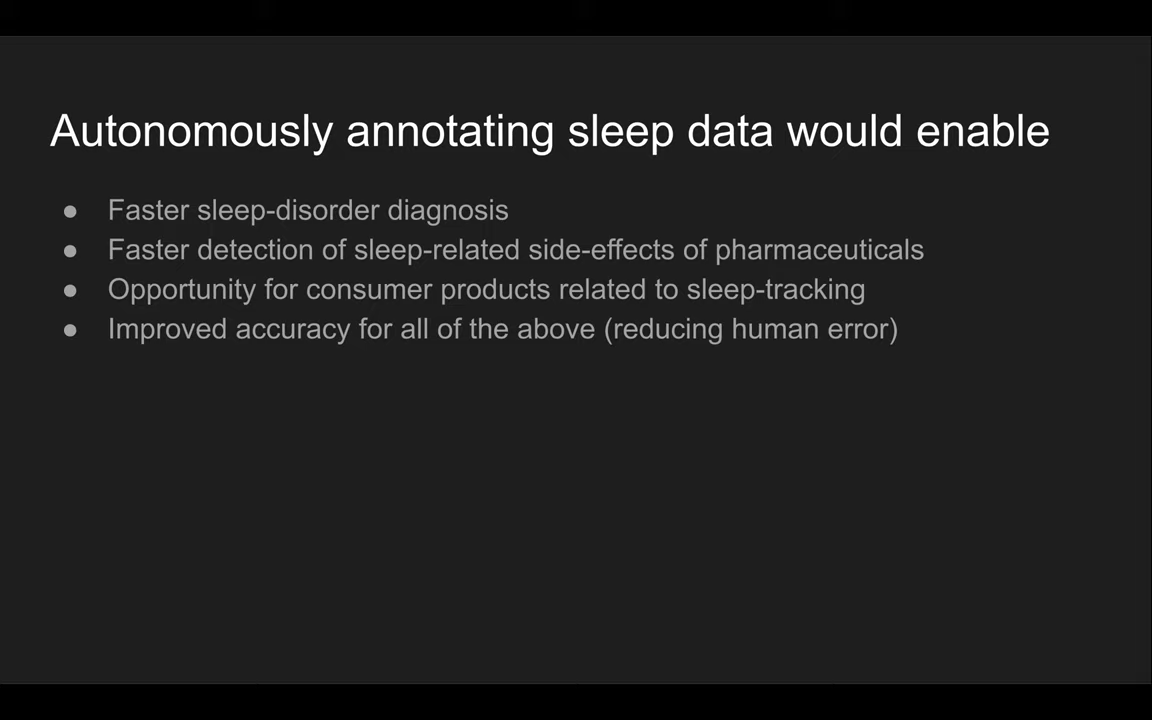 Autonomously annotating sleep data would enable
● Faster sleep-disorder diagnosis
● Faster detection of sleep-related side-effects of pharmaceuticals
● Opportunity for consumer products related to sleep-tracking
● Improved accuracy for all of the above (reducing human error)